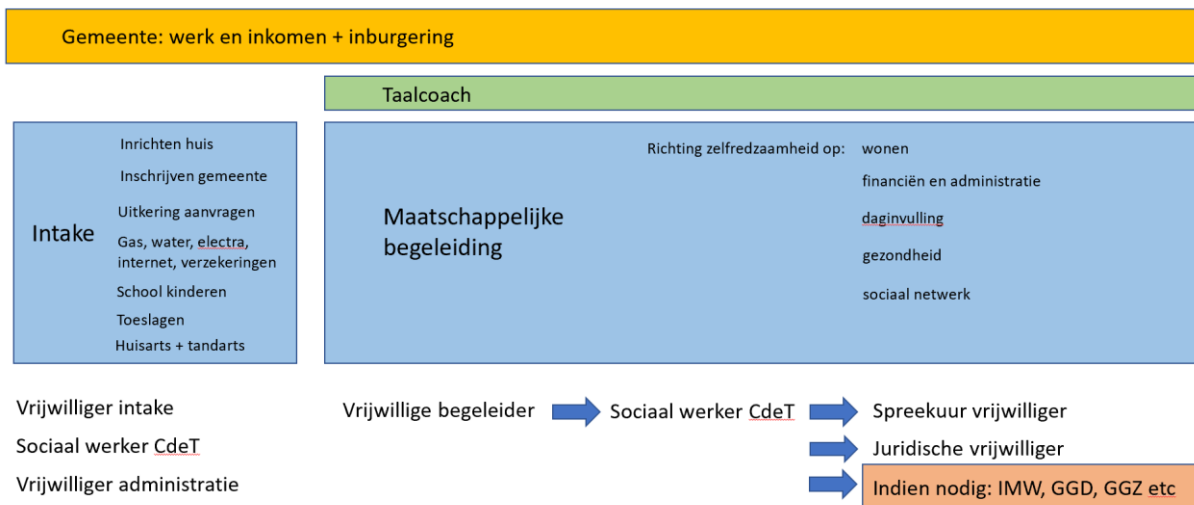 Gemeente: werk en inkomen + inburgering
Taalcoach
Intake
Inrichten huis
Inschrijven gemeente
Uitkering aanvragen
Gas, water, electra,
internet, verzekeringen
School kinderen
Toeslagen
Huisarts + tandarts
Maatschappelijke
begeleiding
Richting zelfredzaamheid op: wonen
financiën en administratie
daginvulling
gezondheid
sociaal netwerk
Vrijwilliger intake
Sociaal werker CdeT
Vrijwilliger administratie
Vrijwillige begeleider
Sociaal werker CdeT
Spreekuur vrijwilliger
Juridische vrijwilliger
Indien nodig: IMW, GGD, GGZ etc